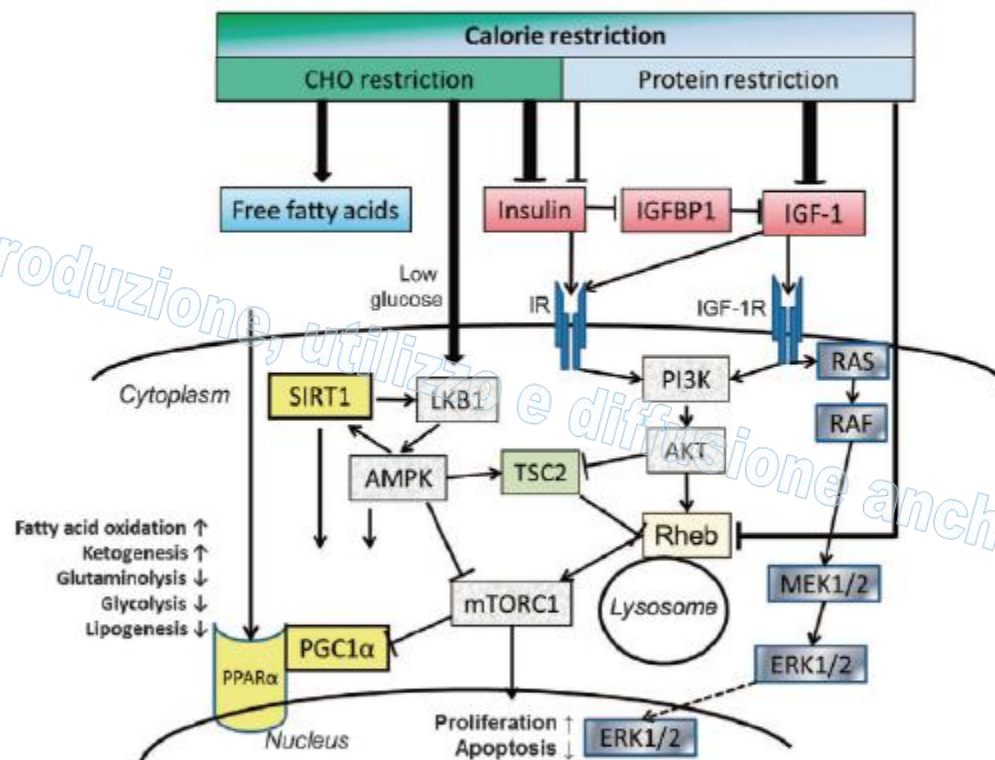 Calorie restriction
CHO restriction
Protein restriction
Free fatty acids
Insulin
IGFBP1
IGF-1
Low
glucose
IR
IGF-1R
roduzione, utilizzo e diffusione anch
Cytoplasm
SIRT1
LKB1
PI3K
RAS
RAF
AMPK
TSC2
AKT
Fatty acid oxidation ↑
Ketogenesis ↑
Glutaminolysis ↓
Glycolysis ↓
Lipogenesis ↓
Rheb
mTORC1
Lysosome
MEK1/2
PPARα
PGC1α
ERK1/2
Nucleus
Proliferation ↑
Apoptosis ↓
ERK1/2